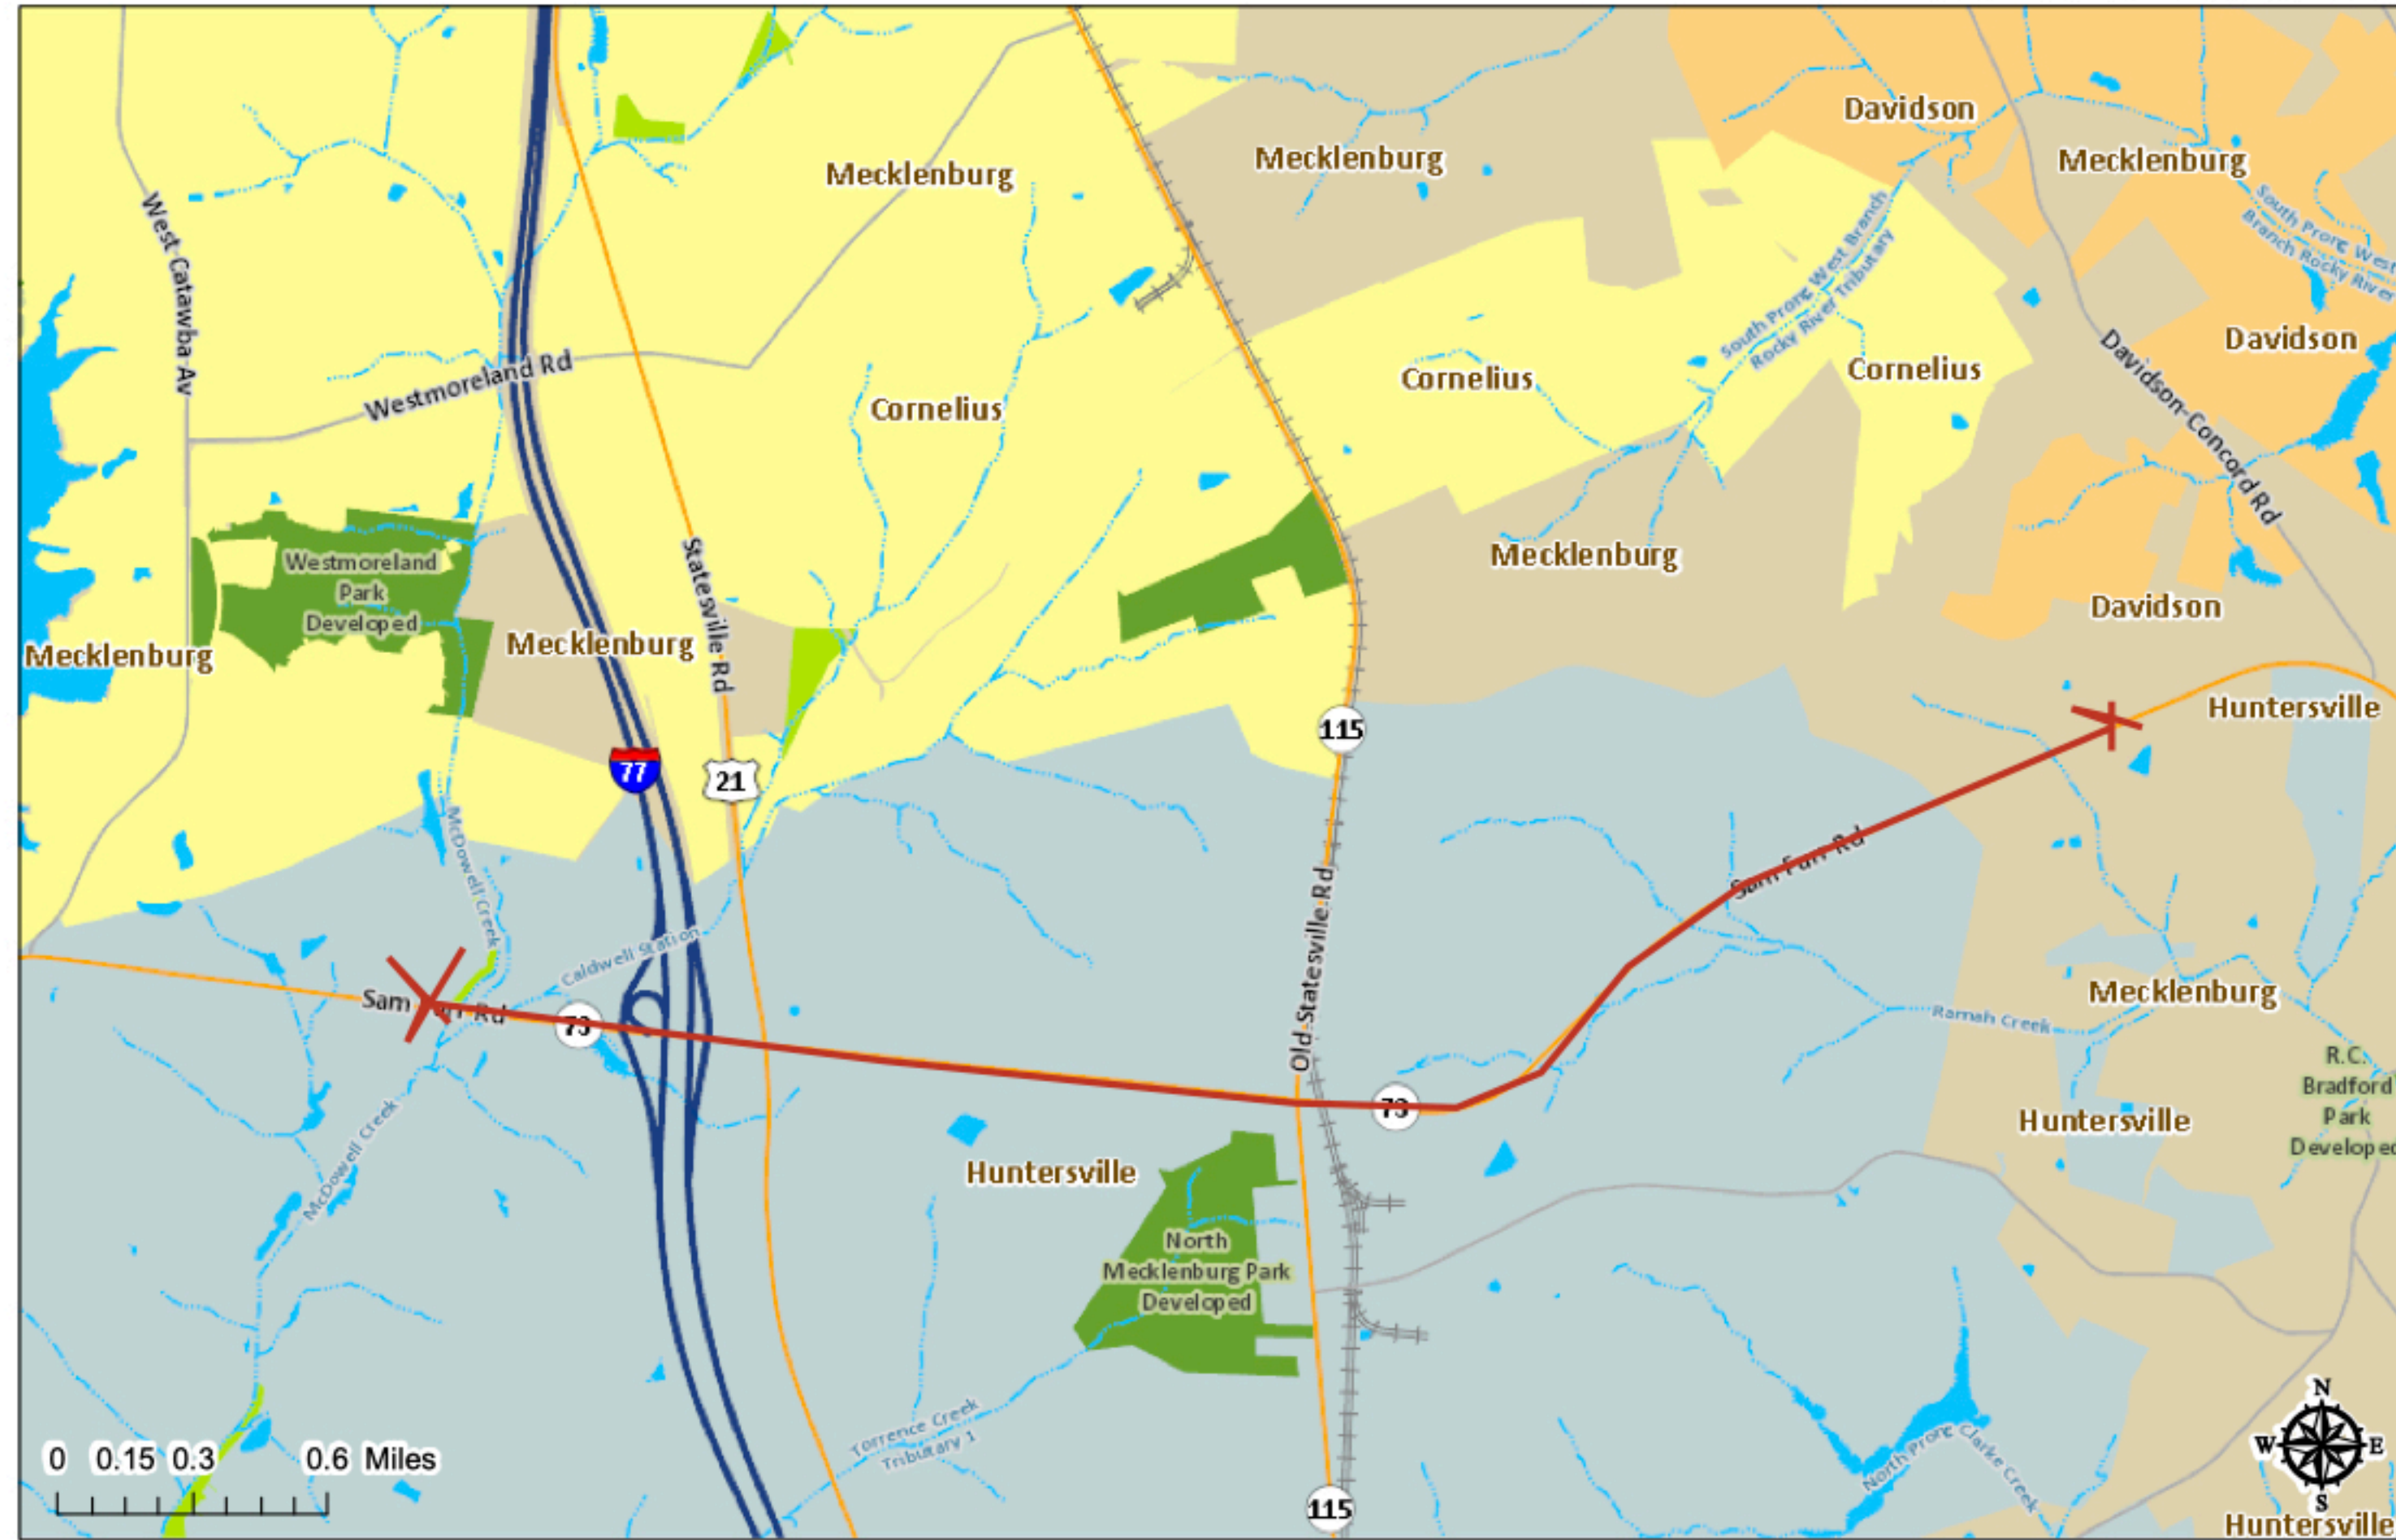 Davidson
Mecklenburg
Mecklenburg
Mecklenburg
West Catawba Av
South Prong West Branch
Rocky River Tributary
South Prong West
Branch Rocky River
Westmoreland Rd
Cornelius
Cornelius
Cornelius
Davidson
Davidson-Concord Rd
Westmoreland
Park
Developed
Statesville Rd
Mecklenburg
Mecklenburg
Mecklenburg
Davidson
Huntersville
115
77
21
McDowell Creek
Sam Furr Rd
Old Statesville Rd
Caldwell Station
Sam Rd
73
73
Mecklenburg
Ramah Creek
R.C.
Bradford
Park
Developed
Huntersville
McDowell Creek
Huntersville
North
Mecklenburg Park
Developed
Torrence Creek
Tributary 1
North Prong Clarke Creek
0 0.15 0.3 0.6 Miles
115
N
W E
S
Huntersville